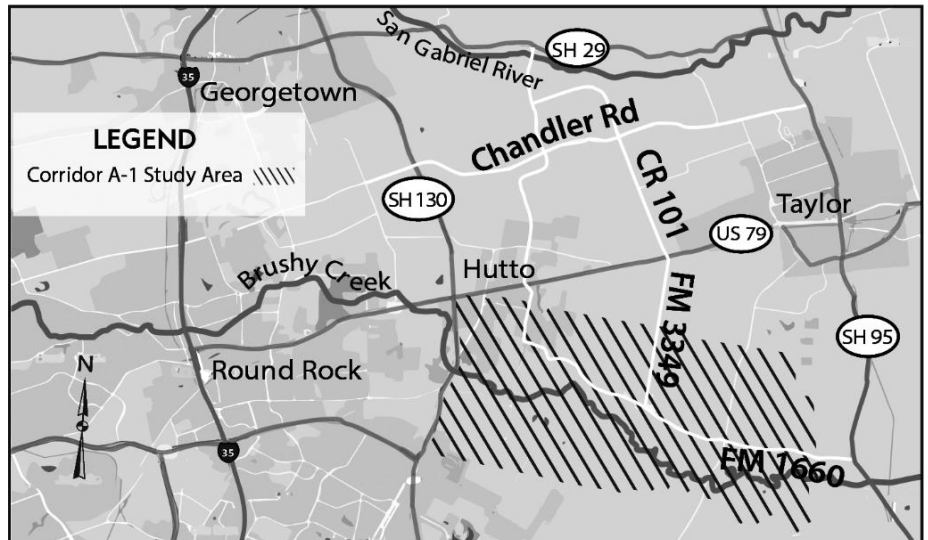 San Gabriel River
SH 29
35
Georgetown
LEGEND
Corridor A-1 Study Area
Chandler Rd
CR 101
SH 130
Taylor
US 79
Hutto
Brushy Creek
FM 3349
SH 95
N
Round Rock
35
FM 1660